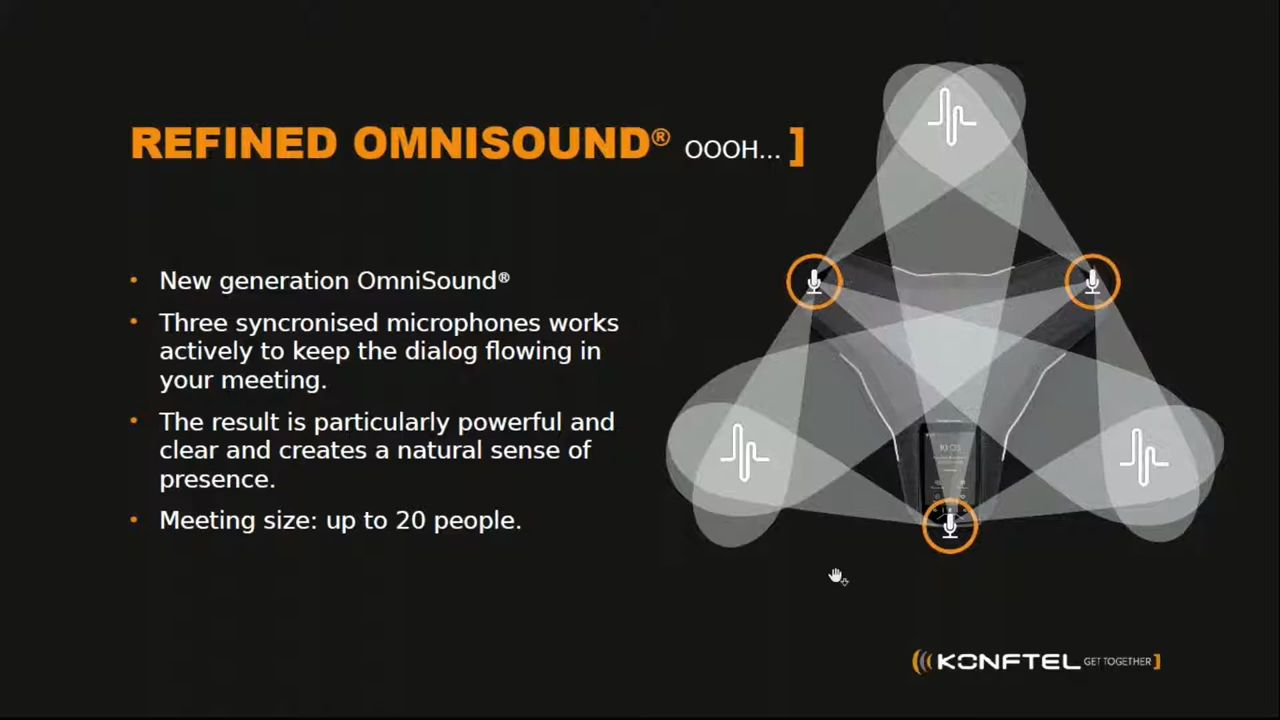 REFINED OMNISOUND® OOOH... ]
• New generation OmniSound®
• Three syncronised microphones works
actively to keep the dialog flowing in
your meeting.
• The result is particularly powerful and
clear and creates a natural sense of
presence.
• Meeting size: up to 20 people.
KONFTEL GET TOGETHER ]